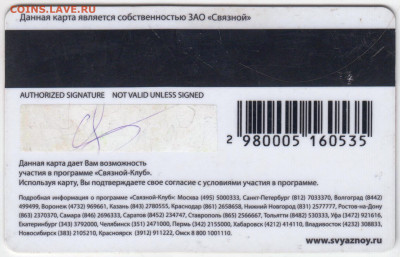 COINS.LAVE.RU
Данная карта является собственностью ЗАО «Связной»
AUTHORIZED SIGNATURE NOT VALID UNLESS SIGNED
2 980005 160535
Данная карта дает Вам возможность
участия в программе «Связной-Клуб».
Используя карту, Вы подтверждаете свое согласие с условиями участия в программе.
Подробная информация о программе «Связной-Клуб»: Москва (495) 5000333, Санкт-Петербург (812) 7033370, Волгоград (8442)
499499, Воронеж (4732) 969661, Казань (843) 2780555, Краснодар (861) 2658658, Нижний Новгород (831) 2577777, Ростов-на-Дону
(863) 2370370, Самара (846) 2696333, Саратов (8452) 234747, Ставрополь (865) 2566667, Тольятти (8482) 533333, Уфа (3472) 921616,
Екатеринбург (343) 3792000, Челябинск (351) 2471000, Пермь (342) 2155000, Хабаровск (4212) 414110, Владивосток (4232) 308833,
Новосибирск (383) 2105210, Красноярск (3912) 911222, Омск 8 800 1001110.
www.svyaznoy.ru